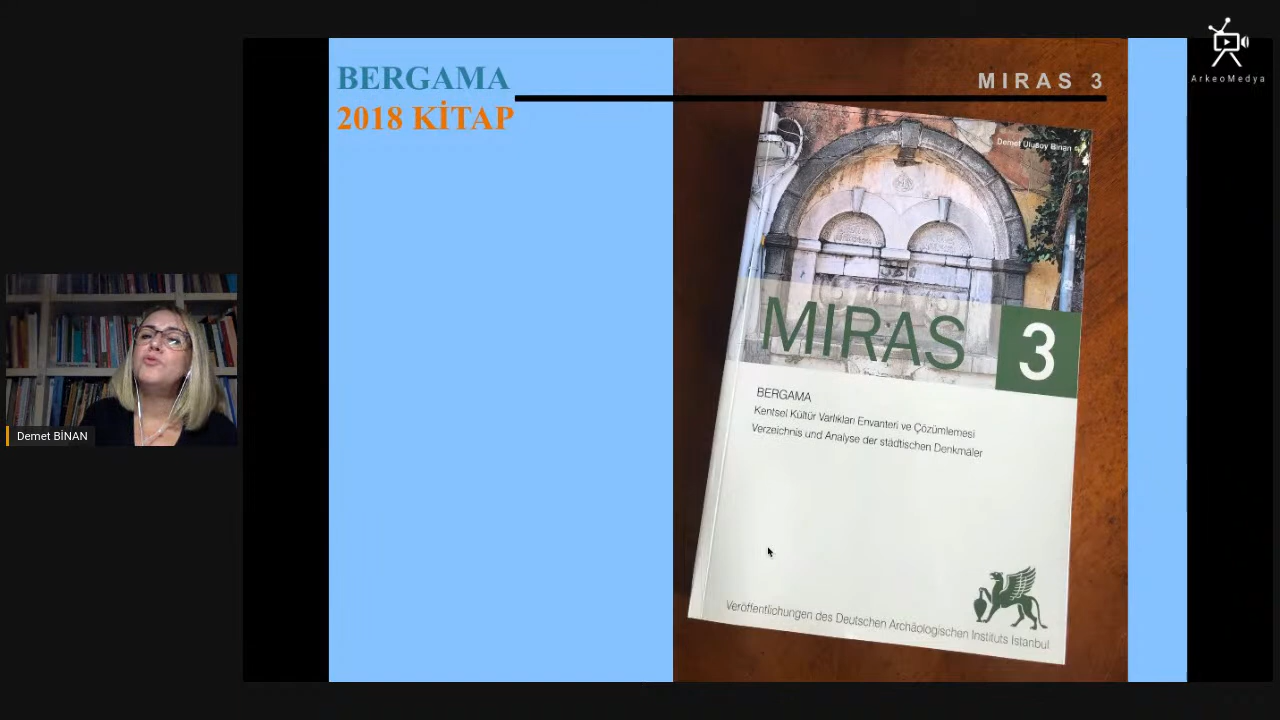 ArkeoMedya
BERGAMA
2018 KİTAP
MIRAS 3
Demet Ulusoy Binan
MIRAS 3
BERGAMA
Kentsel Kültür Varlıkları Envanteri ve Çözümlemesi
Verzeichnis und Analyse der städtischen Denkmäler
Veröffentlichungen des Deutschen Archäologischen Instituts Istanbul
Demet BİNAN